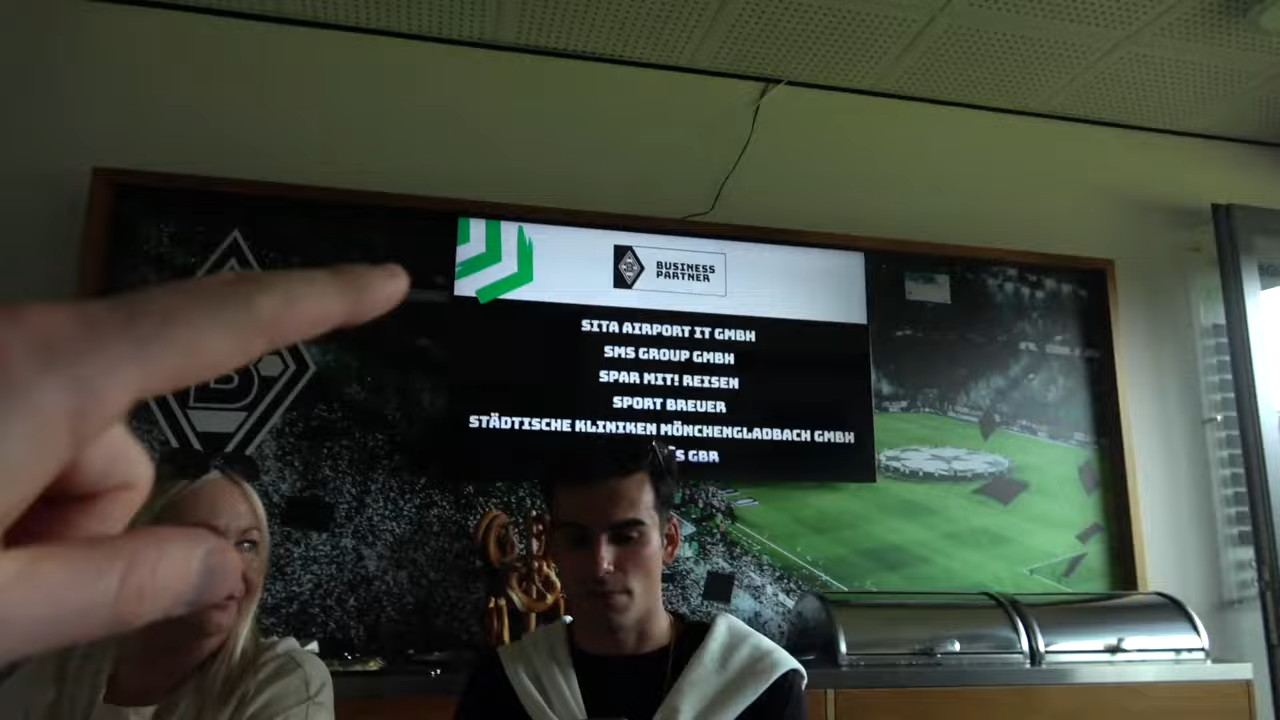 BUSINESS
PARTNER
SITA AIRPORT IT GMBH
SMS GROUP GMBH
SPAR MIT! REISEN
SPORT BREUER
STÄDTISCHE KLINIKEN MÖNCHENGLADBACH GMBH
GBR
B